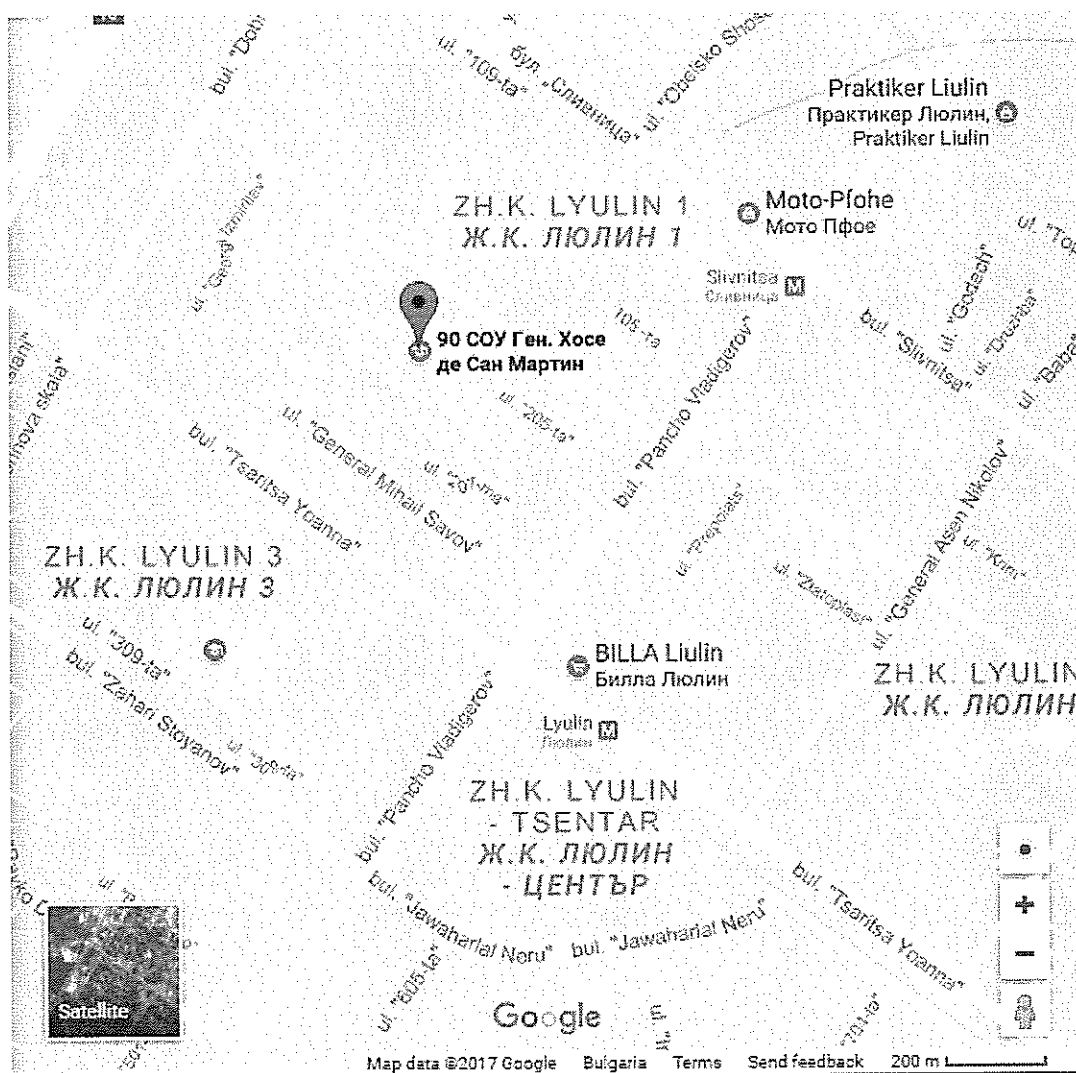 bul. "Dobri
ul. "109-ta"
бул. "Сливница"
ul. "Obelsko Shose
Praktiker Liulin
Практикер Люлин,
Praktiker Liulin
ZH.K. LYULIN 1
Ж.К. ЛЮЛИН 1
Moto-Pfohe
Мото Пфое
ul. "Georgi Izmirliev"
Slivnitsa
Сливница
M
ul. "Godech"
ul. "Druzhba"
bul. "Slivnitsa"
ul. "Baba
90 СОУ Ген. Хосе
де Сан Мартин
105-ta
bul. "Pancho Vladigerov"
ul. "205-ta"
ul. "General Mihail Savov"
ul. "201-ma"
bul. "Tsaritsa Yoanna"
ul. "General Asen Nikolov"
ul. "Prepolets"
ul. "Zlatoplast"
ul. "Kom"
ZH.K. LYULIN 3
Ж.К. ЛЮЛИН 3
ul. "309-ta"
bul. "Zahari Stoyanov"
BILLA Liulin
Билла Люлин
ZH.K. LYULIN
Ж.К. ЛЮЛИН
Lyulin
Люлин
M
bul. "Pancho Vladigerov"
ZH.K. LYULIN
- TSENTAR
Ж.К. ЛЮЛИН
- ЦЕНТЪР
bul. "Jawaharlal Neru"
bul. "Jawaharlal Neru"
bul. "Tsaritsa Yoanna"
ul. "605-ta"
+
−
Satellite
Google
Map data ©2017 Google Bulgaria Terms Send feedback 200 m